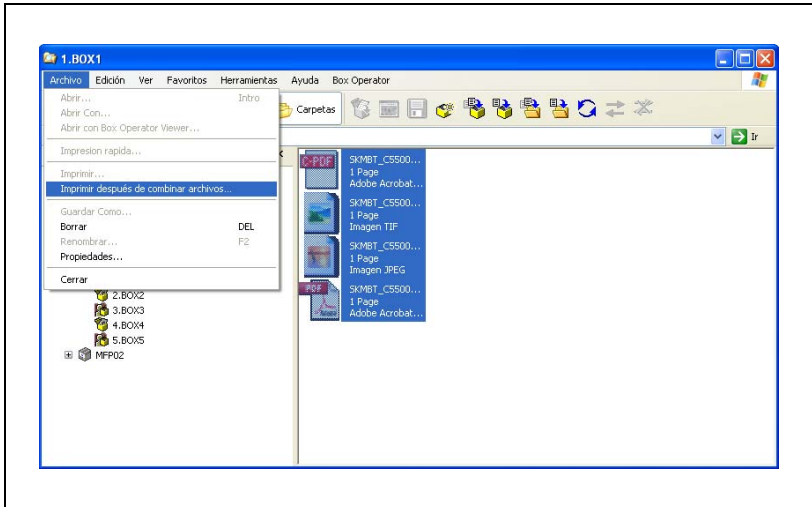 1.BOX1
Archivo Edición Ver Favoritos Herramientas Ayuda Box Operator
Abrir... Intro
Abrir Con...
Abrir con Box Operator Viewer...
Impresion rapida...
Imprimir...
Imprimir después de combinar archivos...
Guardar Como...
Borrar DEL
Renombrar... F2
Propiedades...
Cerrar
Carpetas
Ir
2.BOX2
3.BOX3
4.BOX4
5.BOX5
MFP02
C-PDF
SKMBT_C5500...
1 Page
Adobe Acrobat...
SKMBT_C5500...
1 Page
Imagen TIF
SKMBT_C5500...
1 Page
Imagen JPEG
PDF
SKMBT_C5500...
1 Page
Adobe Acrobat...